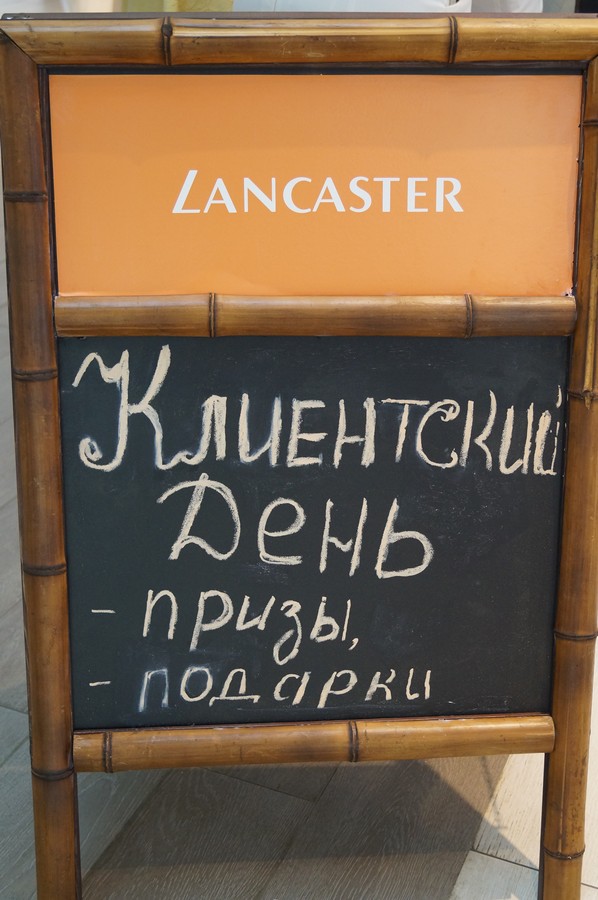 LANCASTER
Клиентский
День
- призы,
- подарки